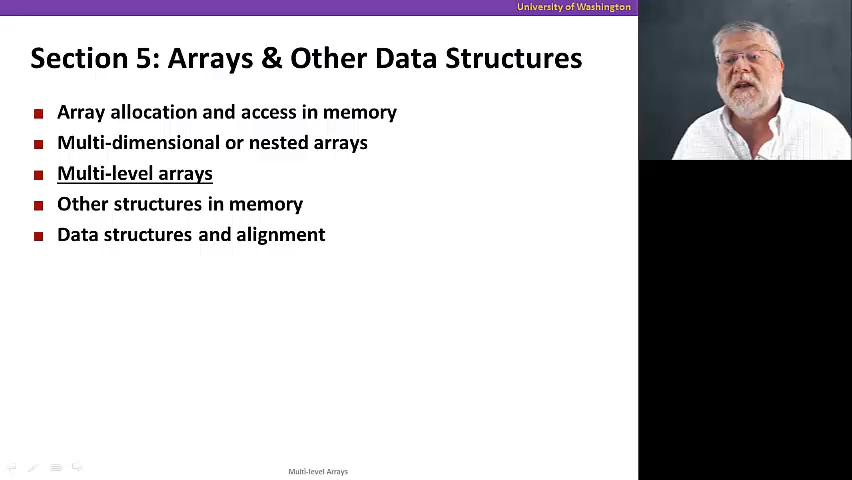 University of Washington
Section 5: Arrays & Other Data Structures
Array allocation and access in memory
Multi-dimensional or nested arrays
Multi-level arrays
Other structures in memory
Data structures and alignment
Multi-level Arrays